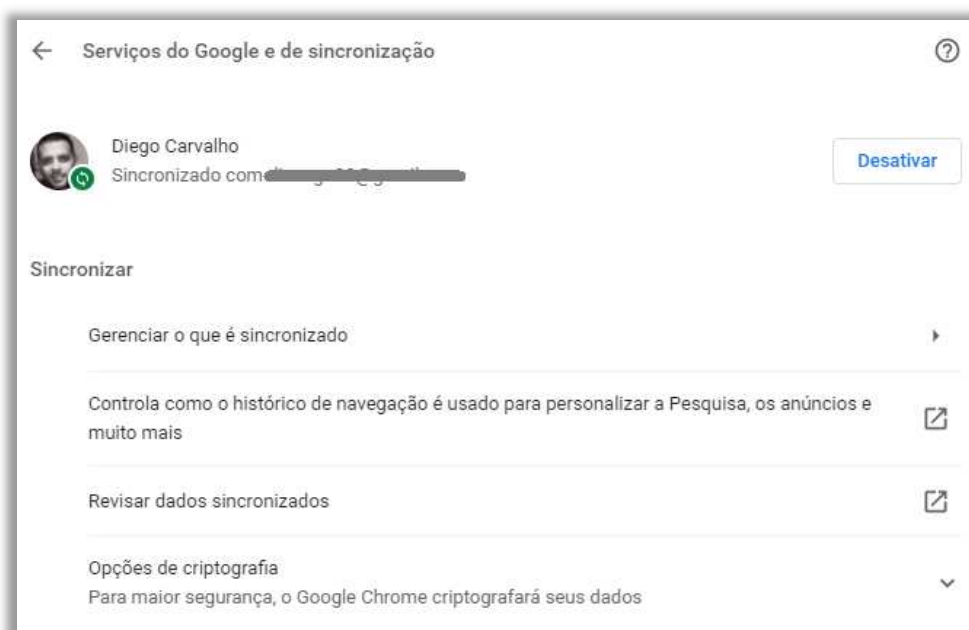 Serviços do Google e de sincronização
Diego Carvalho
Desativar
Sincronizado com
Sincronizar
Gerenciar o que é sincronizado
Controla como o histórico de navegação é usado para personalizar a Pesquisa, os anúncios e
muito mais
Revisar dados sincronizados
Opções de criptografia
Para maior segurança, o Google Chrome criptografará seus dados